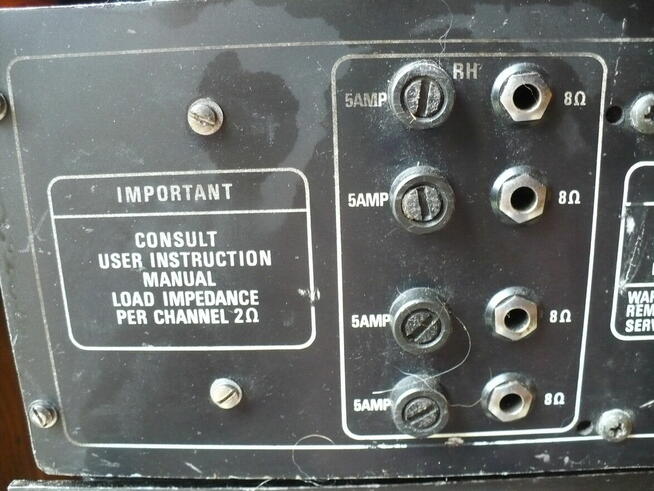 IMPORTANT
CONSULT
USER INSTRUCTION
MANUAL
LOAD IMPEDANCE
PER CHANNEL 2Ω
RH
5AMP 8Ω
5AMP 8Ω
5AMP 8Ω
5AMP 8Ω